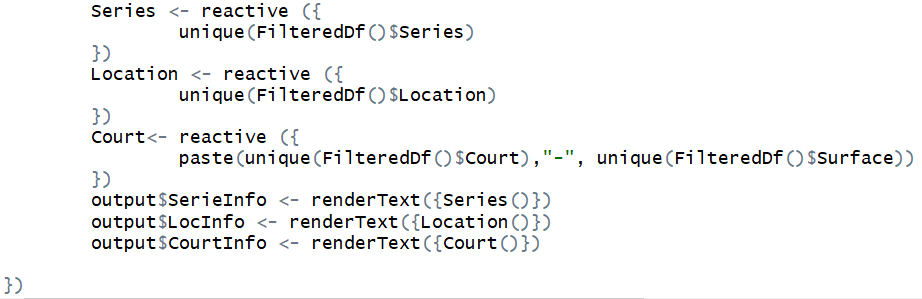 Series <- reactive ({
unique(FilteredDf()$Series)
})
Location <- reactive ({
unique(FilteredDf()$Location)
})
Court<- reactive ({
paste(unique(FilteredDf()$Court),"-", unique(FilteredDf()$Surface))
})
output$SerieInfo <- renderText({Series()})
output$LocInfo <- renderText({Location()})
output$CourtInfo <- renderText({Court()})
})